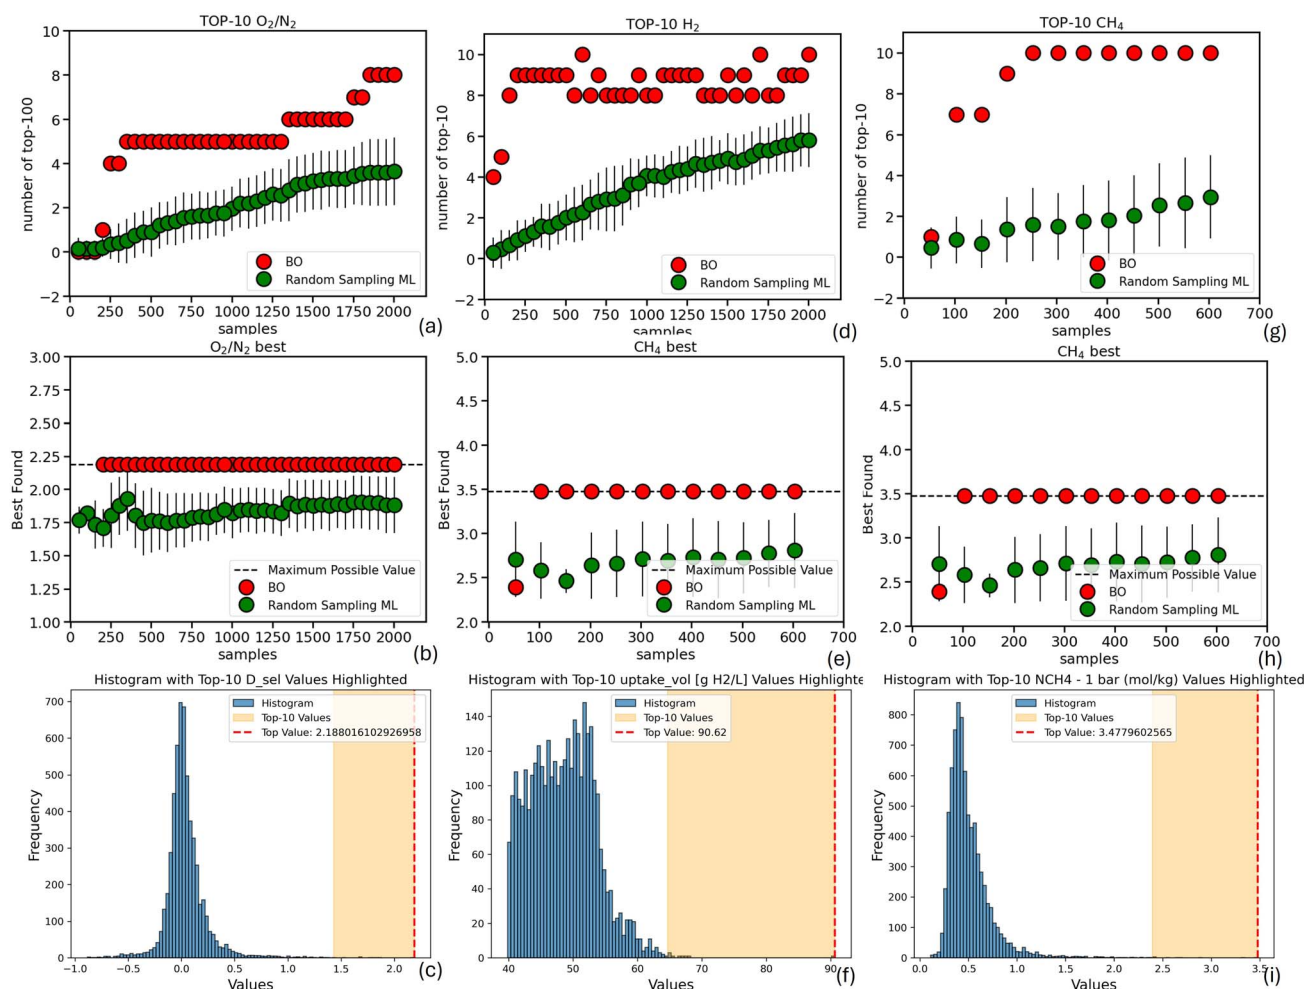 TOP-10 O₂/N₂
number of top-100
10
8
6
4
2
0
−2
0 250 500 750 1000 1250 1500 1750 2000
samples
BO
Random Sampling ML
(a)
TOP-10 H₂
number of top-10
10
8
6
4
2
0
−2
0 250 500 750 1000 1250 1500 1750 2000
samples
BO
Random Sampling ML
(d)
TOP-10 CH₄
number of top-10
10
8
6
4
2
0
−2
0 100 200 300 400 500 600 700
samples
BO
Random Sampling ML
(g)
O₂/N₂ best
Best Found
3.00
2.75
2.50
2.25
2.00
1.75
1.50
1.25
1.00
0 250 500 750 1000 1250 1500 1750 2000
samples
Maximum Possible Value
BO
Random Sampling ML
(b)
CH₄ best
Best Found
5.0
4.5
4.0
3.5
3.0
2.5
2.0
0 100 200 300 400 500 600 700
samples
Maximum Possible Value
BO
Random Sampling ML
(e)
CH₄ best
Best Found
5.0
4.5
4.0
3.5
3.0
2.5
2.0
0 100 200 300 400 500 600 700
samples
Maximum Possible Value
BO
Random Sampling ML
(h)
Histogram with Top-10 D_sel Values Highlighted
Frequency
700
600
500
400
300
200
100
0
−1.0 −0.5 0.0 0.5 1.0 1.5 2.0
Values
Histogram
Top-10 Values
Top Value: 2.188016102926958
(c)
Histogram with Top-10 uptake_vol [g H2/L] Values Highlighte
Frequency
140
120
100
80
60
40
20
0
40 50 60 70 80 90
Values
Histogram
Top-10 Values
Top Value: 90.62
(f)
Histogram with Top-10 NCH4 - 1 bar (mol/kg) Values Highlighted
Frequency
800
700
600
500
400
300
200
100
0
0.0 0.5 1.0 1.5 2.0 2.5 3.0 3.5
Values
Histogram
Top-10 Values
Top Value: 3.4779602565
(i)